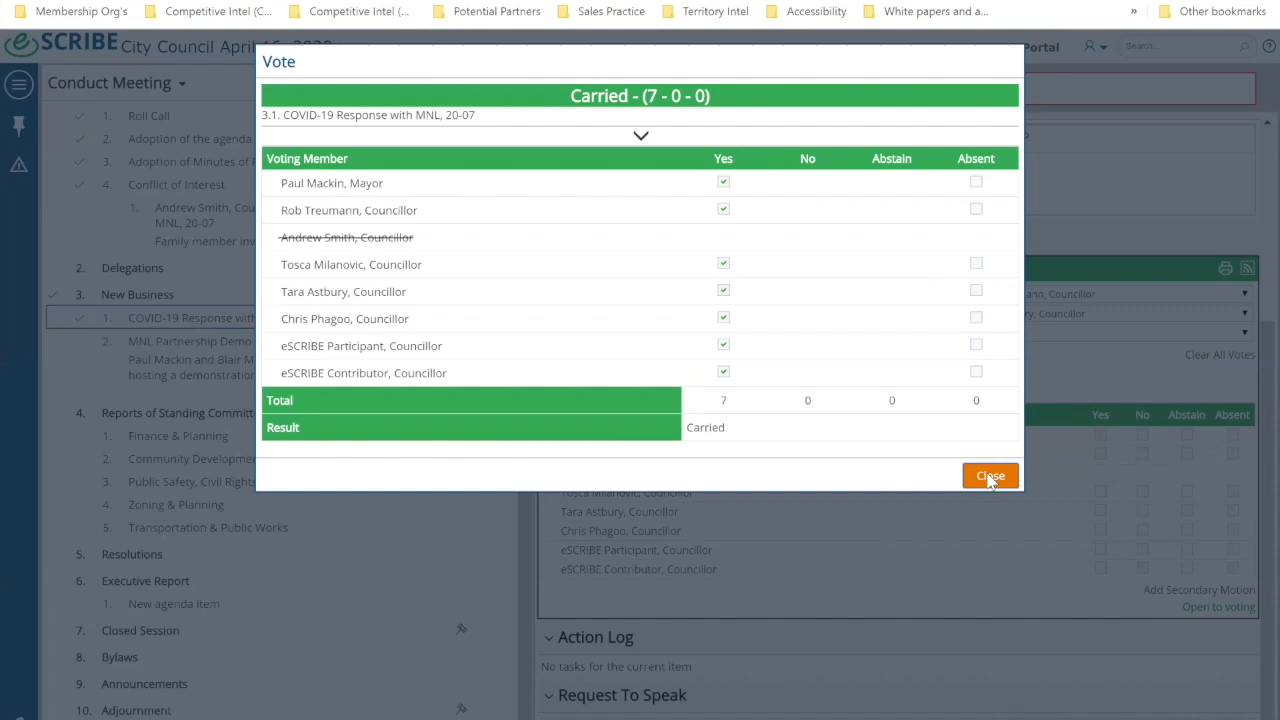 Membership Org's
Competitive Intel (C...
Competitive Intel (...
Potential Partners
Sales Practice
Territory Intel
Accessibility
White papers and a...
»
Other bookmarks
eSCRIBE City Council April 16, 2020
Portal
Search...
Conduct Meeting
1. Roll Call
2. Adoption of the agenda
3. Adoption of Minutes of
4. Conflict of Interest
1. Andrew Smith, Cou
MNL, 20-07
Family member inv
2. Delegations
3. New Business
1. COVID-19 Response with
2. MNL Partnership Demo
Paul Mackin and Blair M
hosting a demonstration
4. Reports of Standing Committe
1. Finance & Planning
2. Community Developme
3. Public Safety, Civil Rights
4. Zoning & Planning
5. Transportation & Public Works
5. Resolutions
6. Executive Report
1. New agenda item
7. Closed Session
8. Bylaws
9. Announcements
10. Adjournment
Vote
Carried - (7 - 0 - 0)
3.1. COVID-19 Response with MNL, 20-07
Voting Member Yes No Abstain Absent
Paul Mackin, Mayor
Rob Treumann, Councillor
Andrew Smith, Councillor
Tosca Milanovic, Councillor
Tara Astbury, Councillor
Chris Phagoo, Councillor
eSCRIBE Participant, Councillor
eSCRIBE Contributor, Councillor
Total 7 0 0 0
Result Carried
Close
ann, Councillor
ry, Councillor
Clear All Votes
Yes No Abstain Absent
Tosca Milanovic, Councillor
Tara Astbury, Councillor
Chris Phagoo, Councillor
eSCRIBE Participant, Councillor
eSCRIBE Contributor, Councillor
Add Secondary Motion
Open to voting
Action Log
No tasks for the current item
Request To Speak